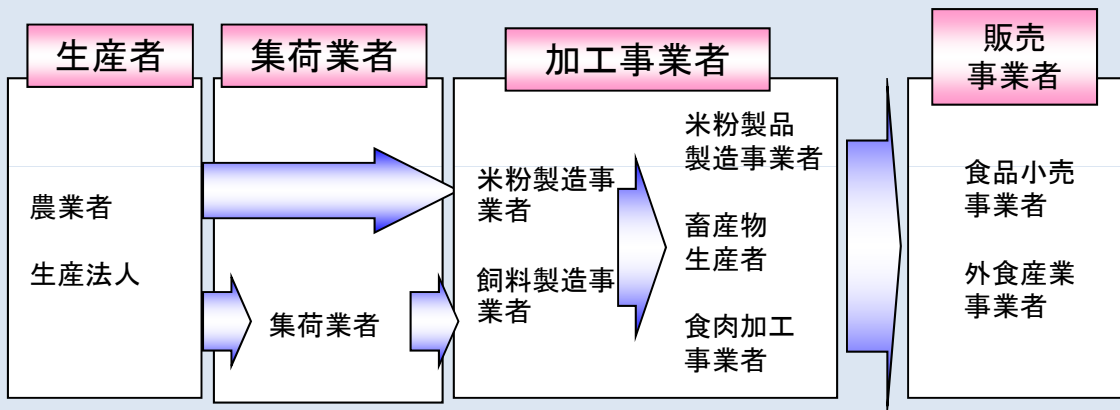 生産者
農業者
生産法人
集荷業者
集荷業者
加工事業者
米粉製造事
業者
飼料製造事
業者
米粉製品
製造事業者
畜産物
生産者
食肉加工
事業者
販売
事業者
食品小売
事業者
外食産業
事業者